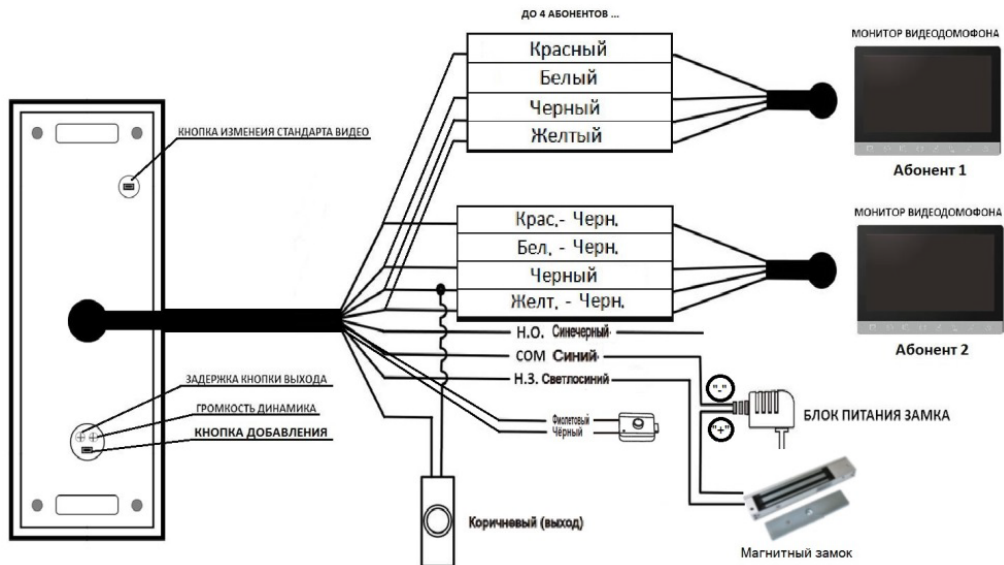 ДО 4 АБОНЕНТОВ ...
МОНИТОР ВИДЕОДОМОФОНА
Красный
Белый
Черный
Желтый
Абонент 1
КНОПКА ИЗМЕНЕИЯ СТАНДАРТА ВИДЕО
МОНИТОР ВИДЕОДОМОФОНА
Крас.- Черн.
Бел. - Черн.
Черный
Желт. - Черн.
Абонент 2
Н.О. Синечерный
COM Синий
Н.З. Светлосиний
"-"
"+"
БЛОК ПИТАНИЯ ЗАМКА
ЗАДЕРЖКА КНОПКИ ВЫХОДА
ГРОМКОСТЬ ДИНАМИКА
КНОПКА ДОБАВЛЕНИЯ
Фиолетовый
Чёрный
Коричневый (выход)
Магнитный замок